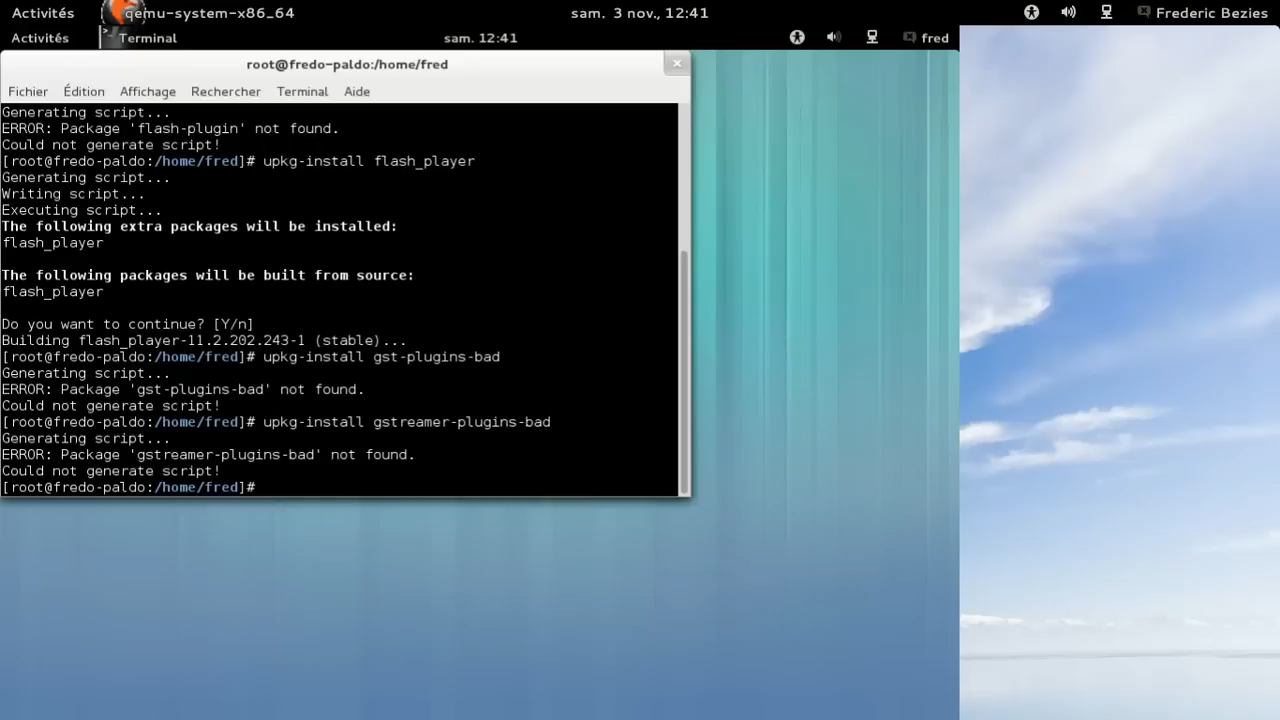 Activités qemu-system-x86_64 sam. 3 nov., 12:41 Frederic Bezies
Activités Terminal sam. 12:41 fred
root@fredo-paldo:/home/fred
Fichier Édition Affichage Rechercher Terminal Aide
Generating script...
ERROR: Package 'flash-plugin' not found.
Could not generate script!
[root@fredo-paldo:/home/fred]# upkg-install flash_player
Generating script...
Writing script...
Executing script...
The following extra packages will be installed:
flash_player
The following packages will be built from source:
flash_player
Do you want to continue? [Y/n]
Building flash_player-11.2.202.243-1 (stable)...
[root@fredo-paldo:/home/fred]# upkg-install gst-plugins-bad
Generating script...
ERROR: Package 'gst-plugins-bad' not found.
Could not generate script!
[root@fredo-paldo:/home/fred]# upkg-install gstreamer-plugins-bad
Generating script...
ERROR: Package 'gstreamer-plugins-bad' not found.
Could not generate script!
[root@fredo-paldo:/home/fred]#